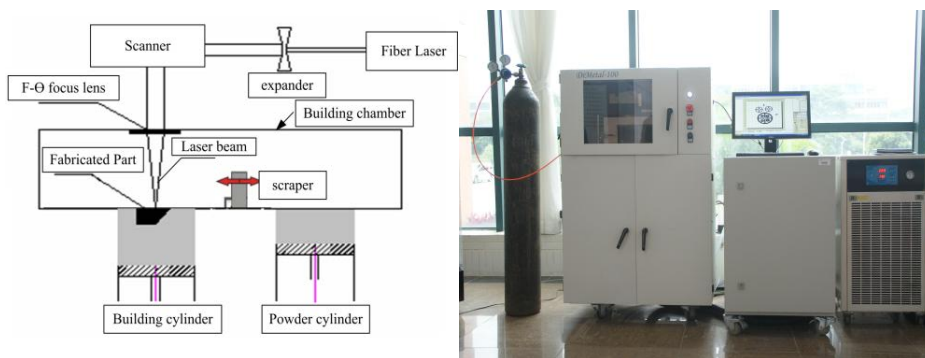 Scanner
Fiber Laser
expander
F-Θ focus lens
Building chamber
Laser beam
Fabricated Part
scraper
Building cylinder
Powder cylinder
DiMetal-100